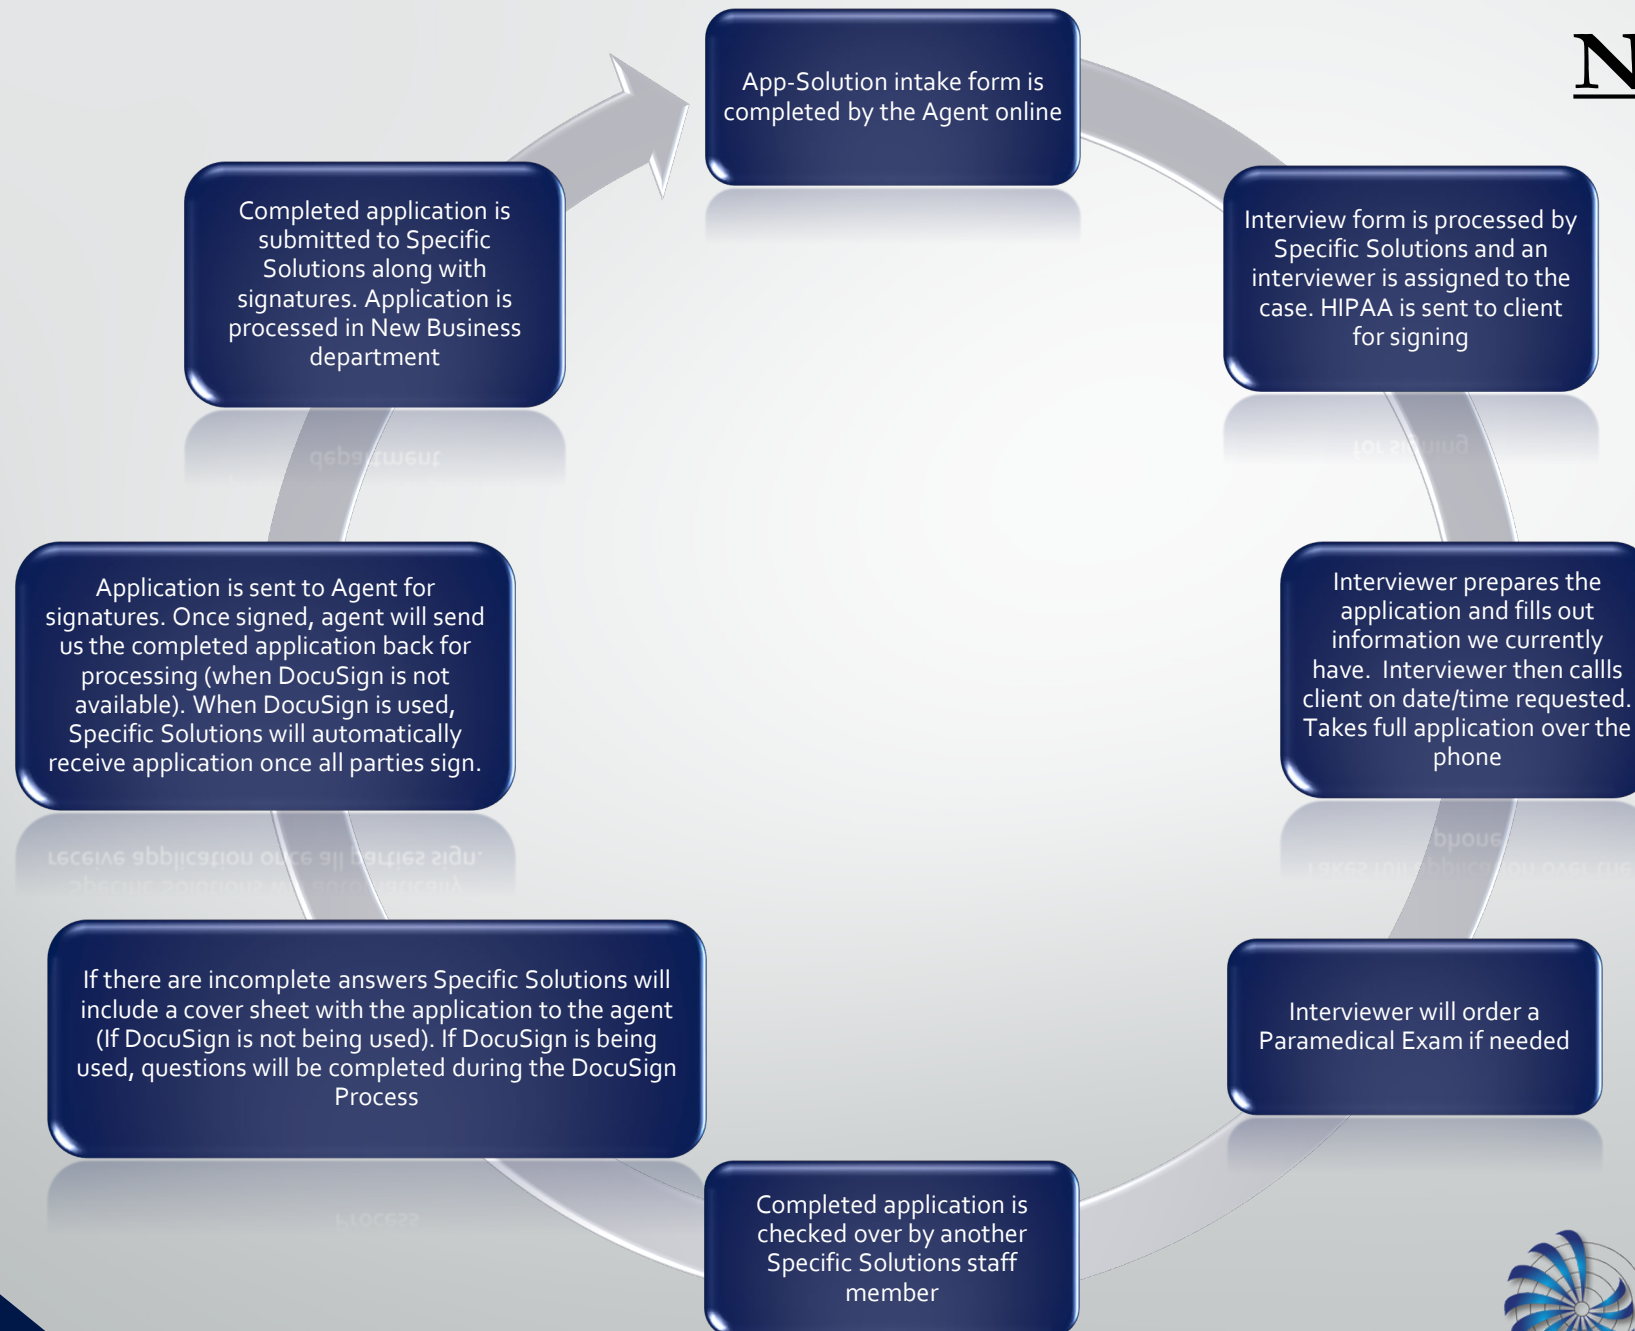 N
App-Solution intake form is
completed by the Agent online
Interview form is processed by
Specific Solutions and an
interviewer is assigned to the
case. HIPAA is sent to client
for signing
Interviewer prepares the
application and fills out
information we currently
have.  Interviewer then callls
client on date/time requested.
Takes full application over the
phone
Interviewer will order a
Paramedical Exam if needed
Completed application is
checked over by another
Specific Solutions staff
member
If there are incomplete answers Specific Solutions will
include a cover sheet with the application to the agent
(If DocuSign is not being used). If DocuSign is being
used, questions will be completed during the DocuSign
Process
Application is sent to Agent for
signatures. Once signed, agent will send
us the completed application back for
processing (when DocuSign is not
available). When DocuSign is used,
Specific Solutions will automatically
receive application once all parties sign.
Completed application is
submitted to Specific
Solutions along with
signatures. Application is
processed in New Business
department